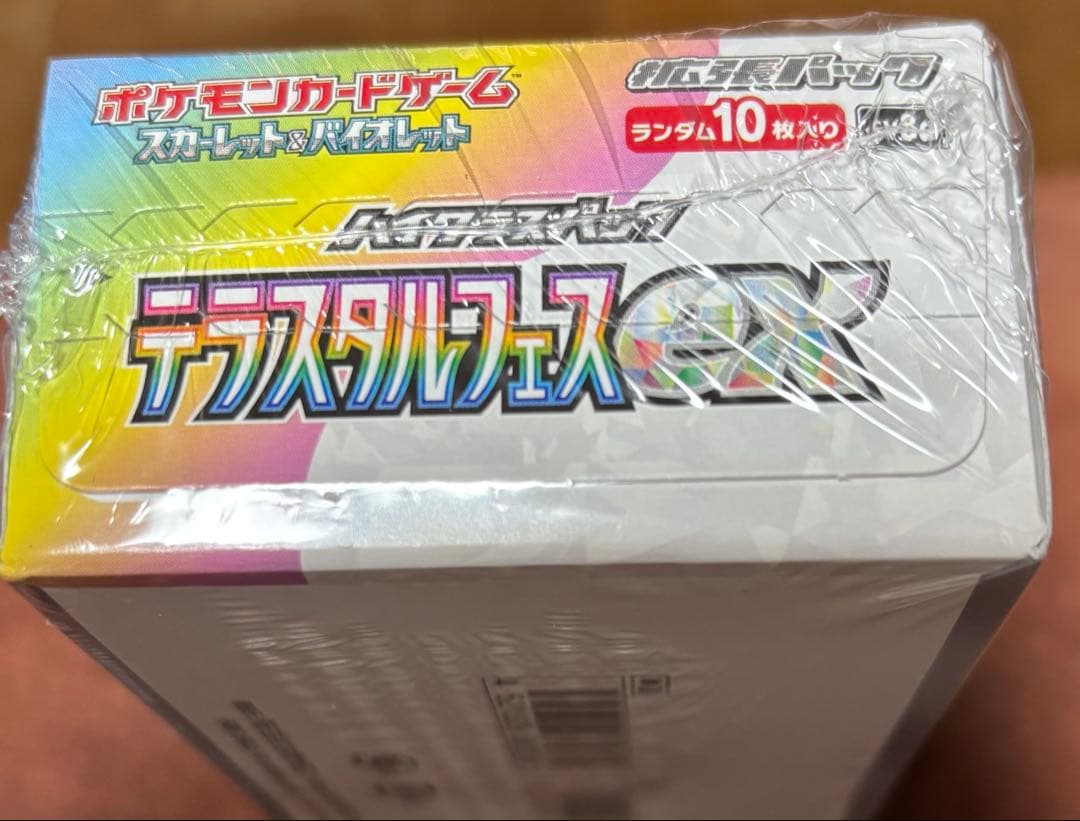 ポケモンカードゲーム™
スカーレット&バイオレット
拡張パック
ランダム10枚入り
ハイクラスパック
テラスタルフェスex